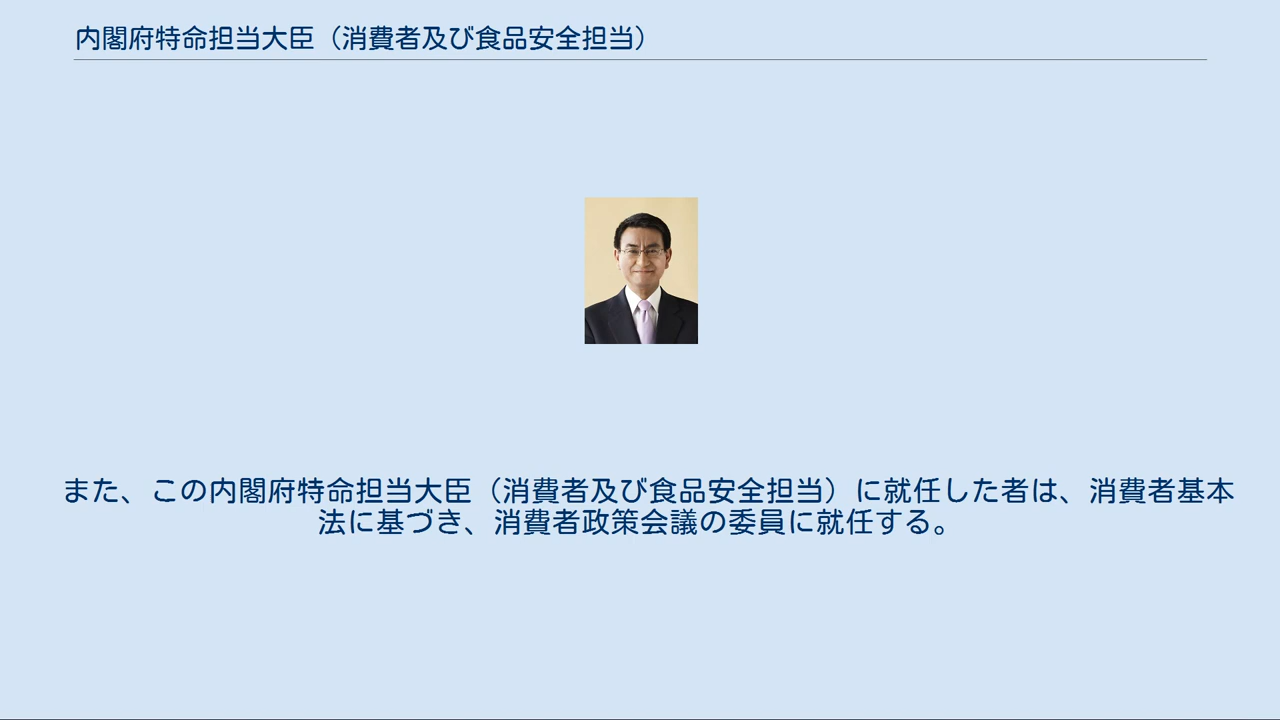 内閣府特命担当大臣（消費者及び食品安全担当）
また、この内閣府特命担当大臣（消費者及び食品安全担当）に就任した者は、消費者基本
法に基づき、消費者政策会議の委員に就任する。